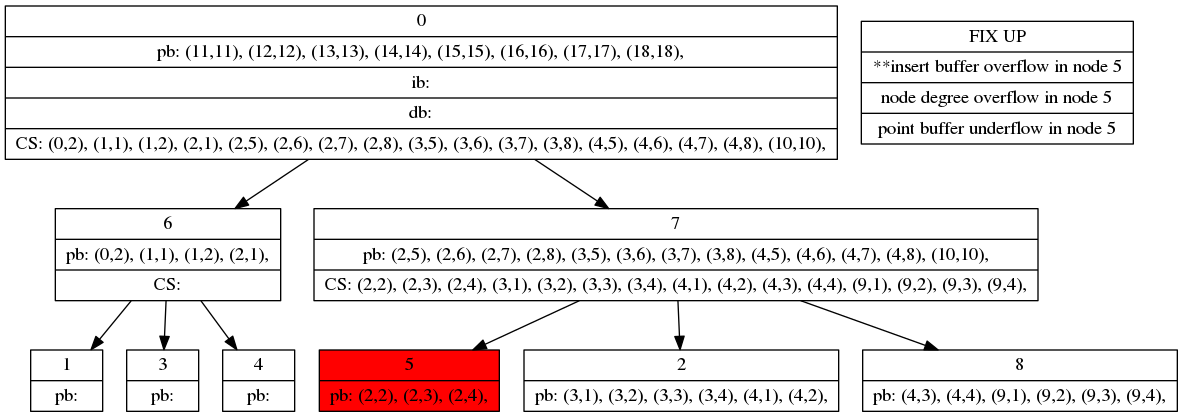 0
pb: (11,11), (12,12), (13,13), (14,14), (15,15), (16,16), (17,17), (18,18),
ib:
db:
CS: (0,2), (1,1), (1,2), (2,1), (2,5), (2,6), (2,7), (2,8), (3,5), (3,6), (3,7), (3,8), (4,5), (4,6), (4,7), (4,8), (10,10),
FIX UP
**insert buffer overflow in node 5
node degree overflow in node 5
point buffer underflow in node 5
6
pb: (0,2), (1,1), (1,2), (2,1),
CS:
7
pb: (2,5), (2,6), (2,7), (2,8), (3,5), (3,6), (3,7), (3,8), (4,5), (4,6), (4,7), (4,8), (10,10),
CS: (2,2), (2,3), (2,4), (3,1), (3,2), (3,3), (3,4), (4,1), (4,2), (4,3), (4,4), (9,1), (9,2), (9,3), (9,4),
1
pb:
3
pb:
4
pb:
5
pb: (2,2), (2,3), (2,4),
2
pb: (3,1), (3,2), (3,3), (3,4), (4,1), (4,2),
8
pb: (4,3), (4,4), (9,1), (9,2), (9,3), (9,4),